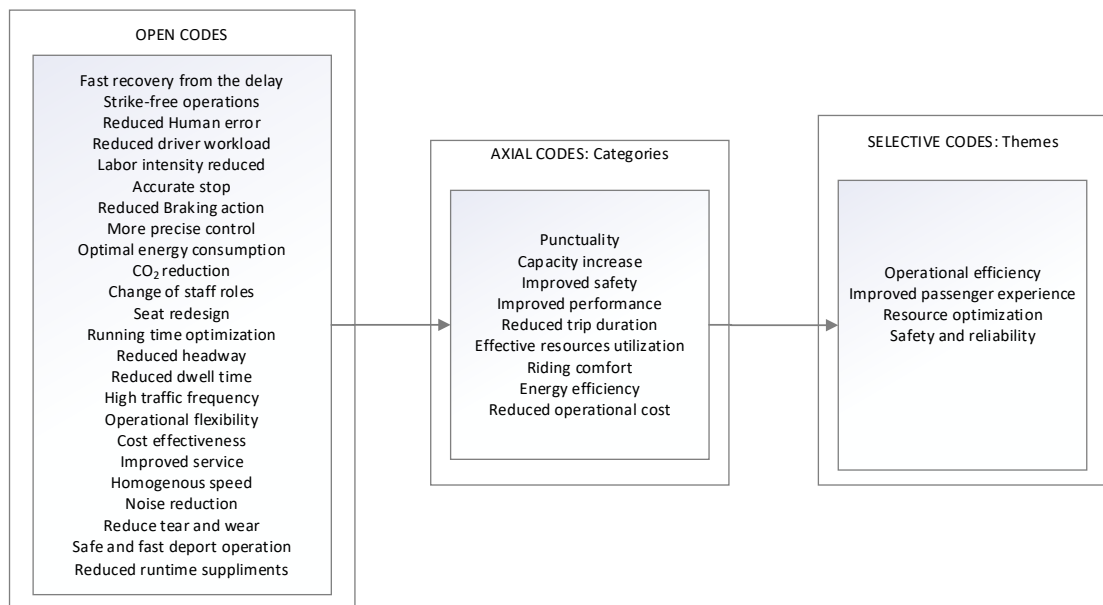 OPEN CODES
Fast recovery from the delay
Strike-free operations
Reduced Human error
Reduced driver workload
Labor intensity reduced
Accurate stop
Reduced Braking action
More precise control
Optimal energy consumption
CO₂ reduction
Change of staff roles
Seat redesign
Running time optimization
Reduced headway
Reduced dwell time
High traffic frequency
Operational flexibility
Cost effectiveness
Improved service
Homogenous speed
Noise reduction
Reduce tear and wear
Safe and fast deport operation
Reduced runtime suppliments
AXIAL CODES: Categories
Punctuality
Capacity increase
Improved safety
Improved performance
Reduced trip duration
Effective resources utilization
Riding comfort
Energy efficiency
Reduced operational cost
SELECTIVE CODES: Themes
Operational efficiency
Improved passenger experience
Resource optimization
Safety and reliability